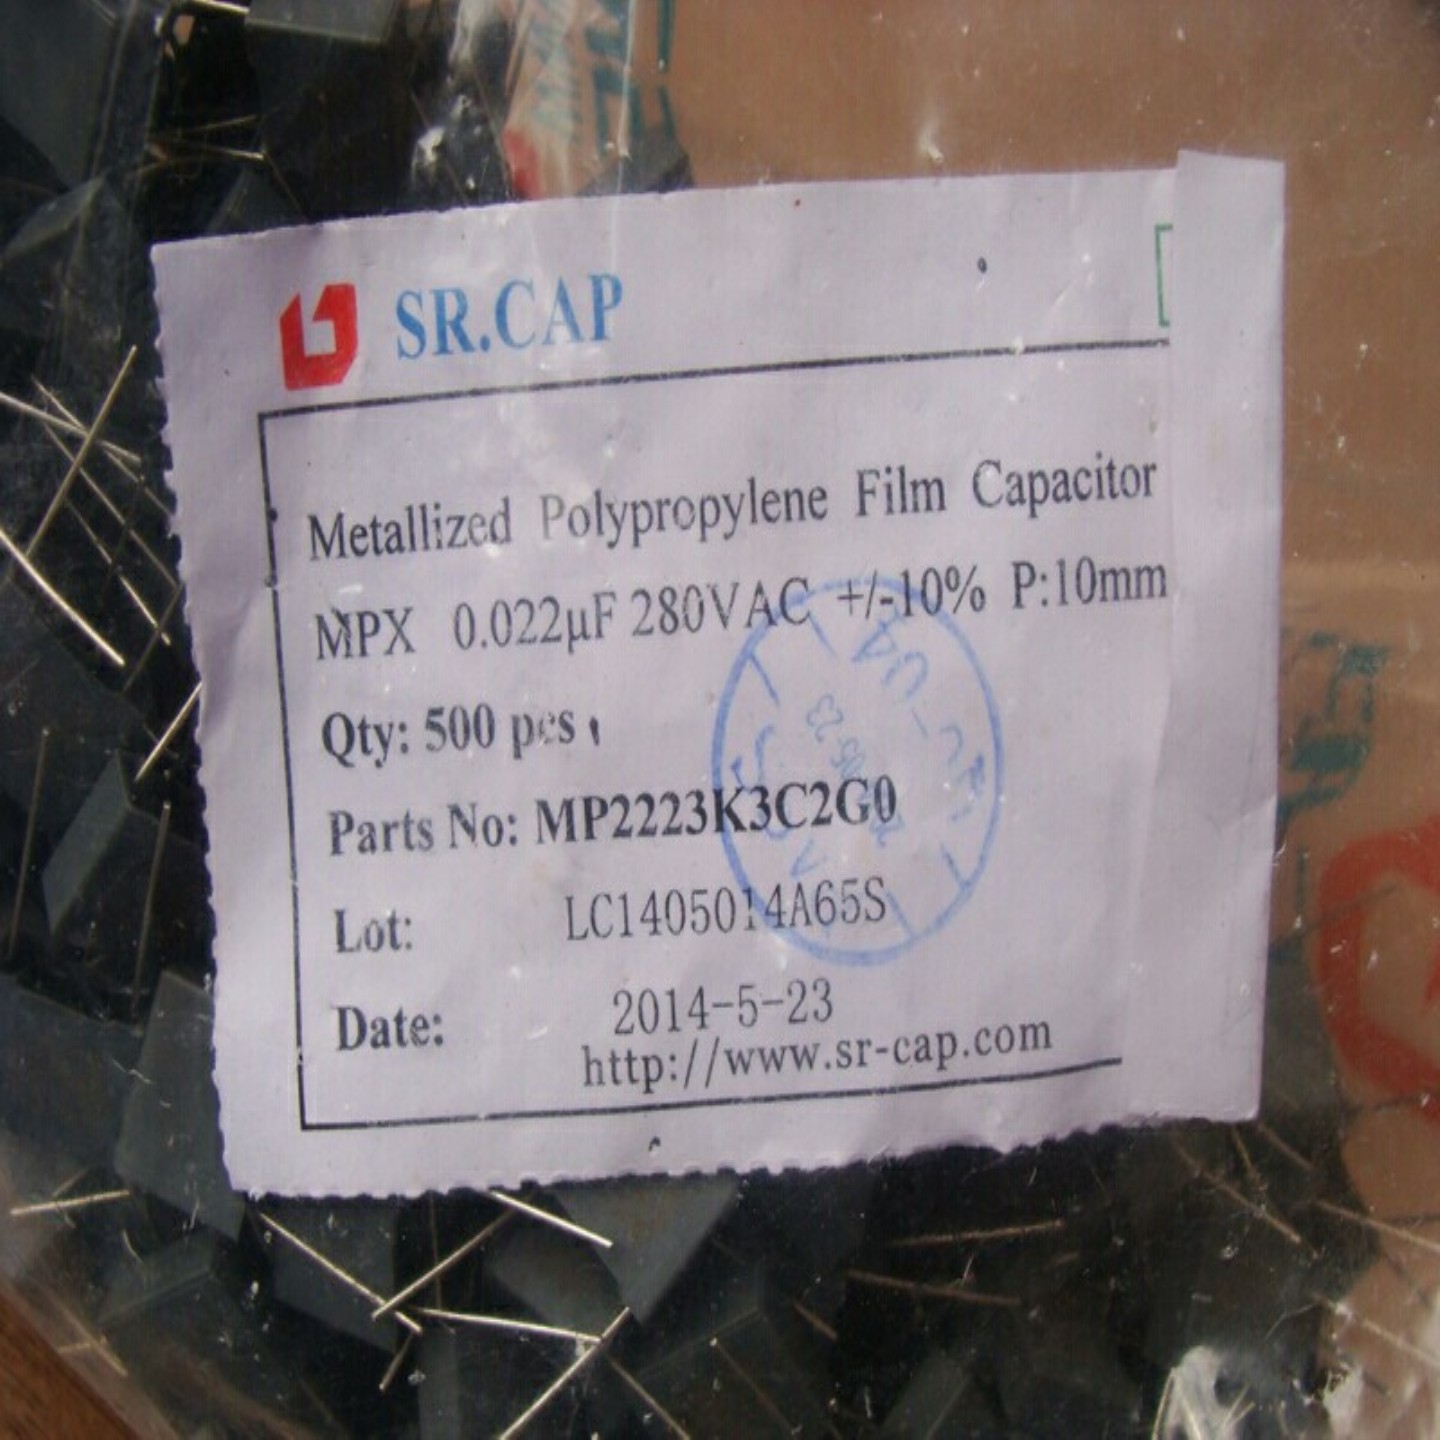 SR.CAP
Metallized Polypropylene Film Capacitor
MPX 0.022μF 280VAC +/-10% P:10mm
Qty: 500 pcs
Parts No: MP2223K3C2G0
Lot: LC1405014A65S
Date: 2014-5-23
http://www.sr-cap.com